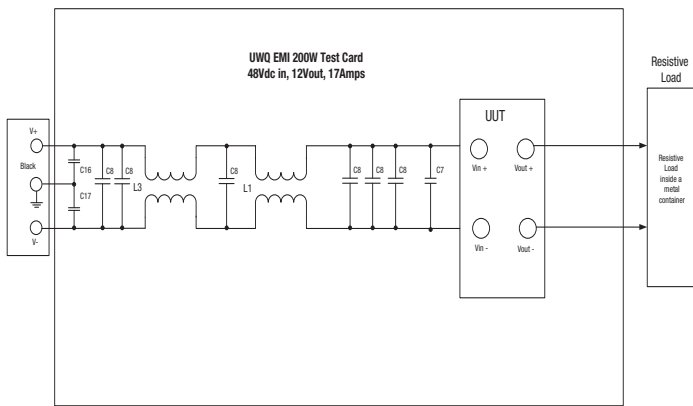 UWQ EMI 200W Test Card
48Vdc in, 12Vout, 17Amps
Resistive
Load
UUT
V+
C16
Black
C8
C8
C8
C8
C8
C8
C7
Vin +
Vout +
Resistive
Load
inside a
metal
container
L3
L1
C17
V-
Vin -
Vout -